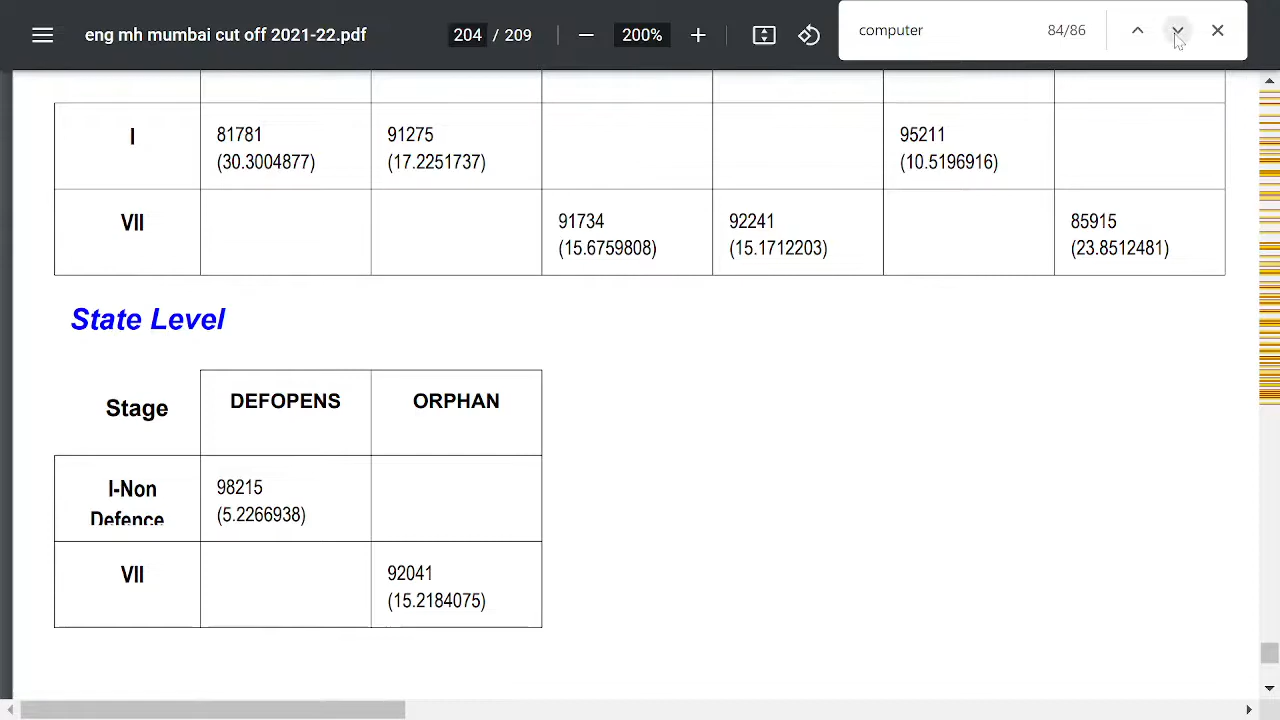 eng mh mumbai cut off 2021-22.pdf 204 / 209 200% computer 84/86
I 81781 91275 95211
(30.3004877) (17.2251737) (10.5196916)
VII 91734 92241 85915
(15.6759808) (15.1712203) (23.8512481)
State Level
Stage DEFOPENS ORPHAN
I-Non 98215
Defence (5.2266938)
VII 92041
(15.2184075)